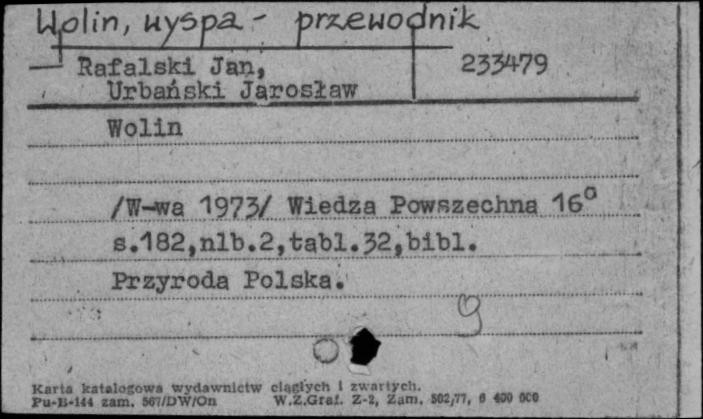 Wolin, wyspa - przewodnik
Rafalski Jan, 233479
Urbański Jarosław
Wolin
/W-wa 1973/ Wiedza Powszechna 16°
s.182,nlb.2,tabl.32,bibl.
Przyroda Polska.
g
Karta katalogowa wydawnictw ciągłych i zwartych.
Pu-B-144 zam. 567/DW/On W.Z.Graf. Z-2, Zam. 502/77, 6 400 000